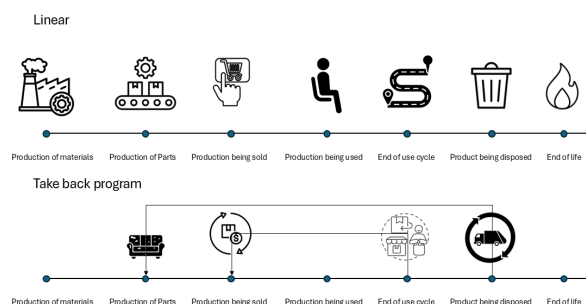 Linear
Production of materials Production of Parts Production being sold Production being used End of use cycle Product being disposed End of life
Take back program
Production of materials Production of Parts Production being sold Production being used End of use cycle Product being disposed End of life